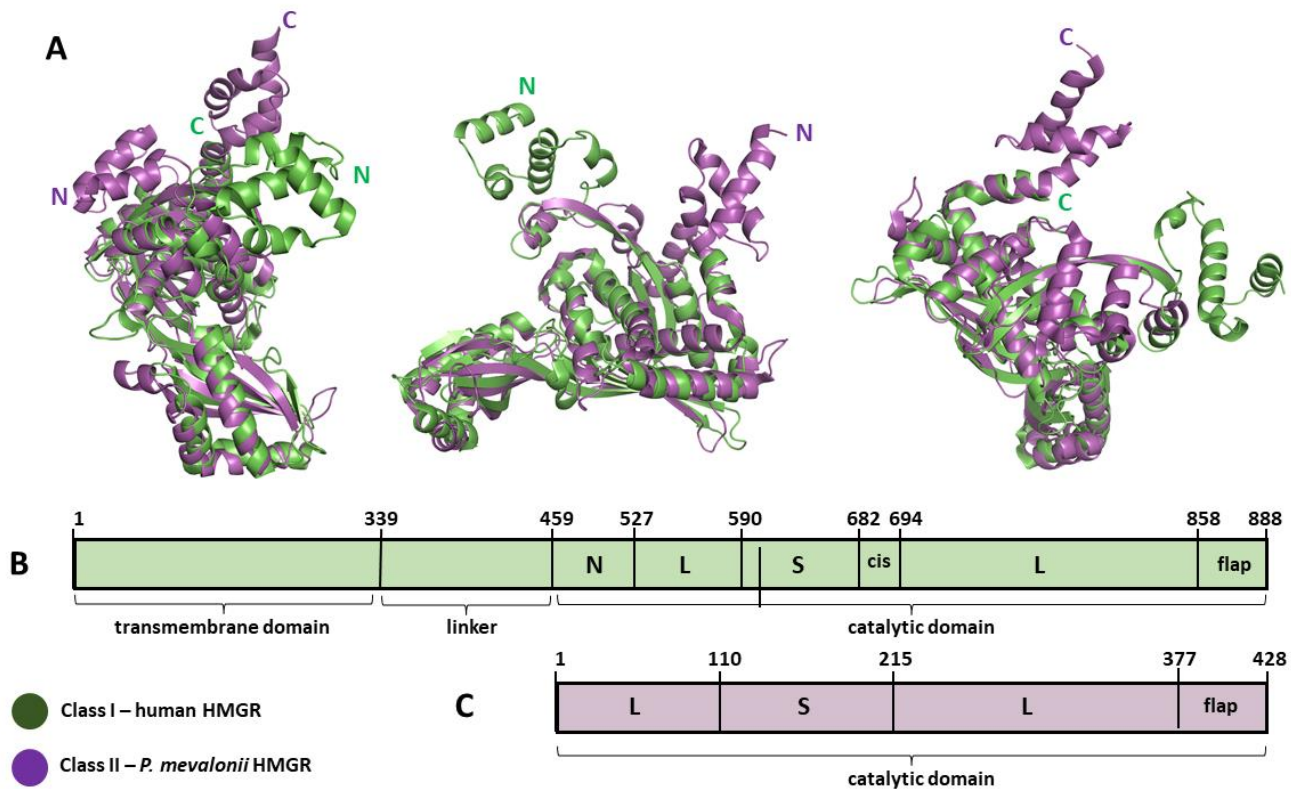 A
C
C
N
N
N
N
C
C
1 339 459 527 590 682 694 858 888
B N L S cis L flap
transmembrane domain linker catalytic domain
1 110 215 377 428
C L S L flap
catalytic domain
Class I – human HMGR
Class II – P. mevalonii HMGR